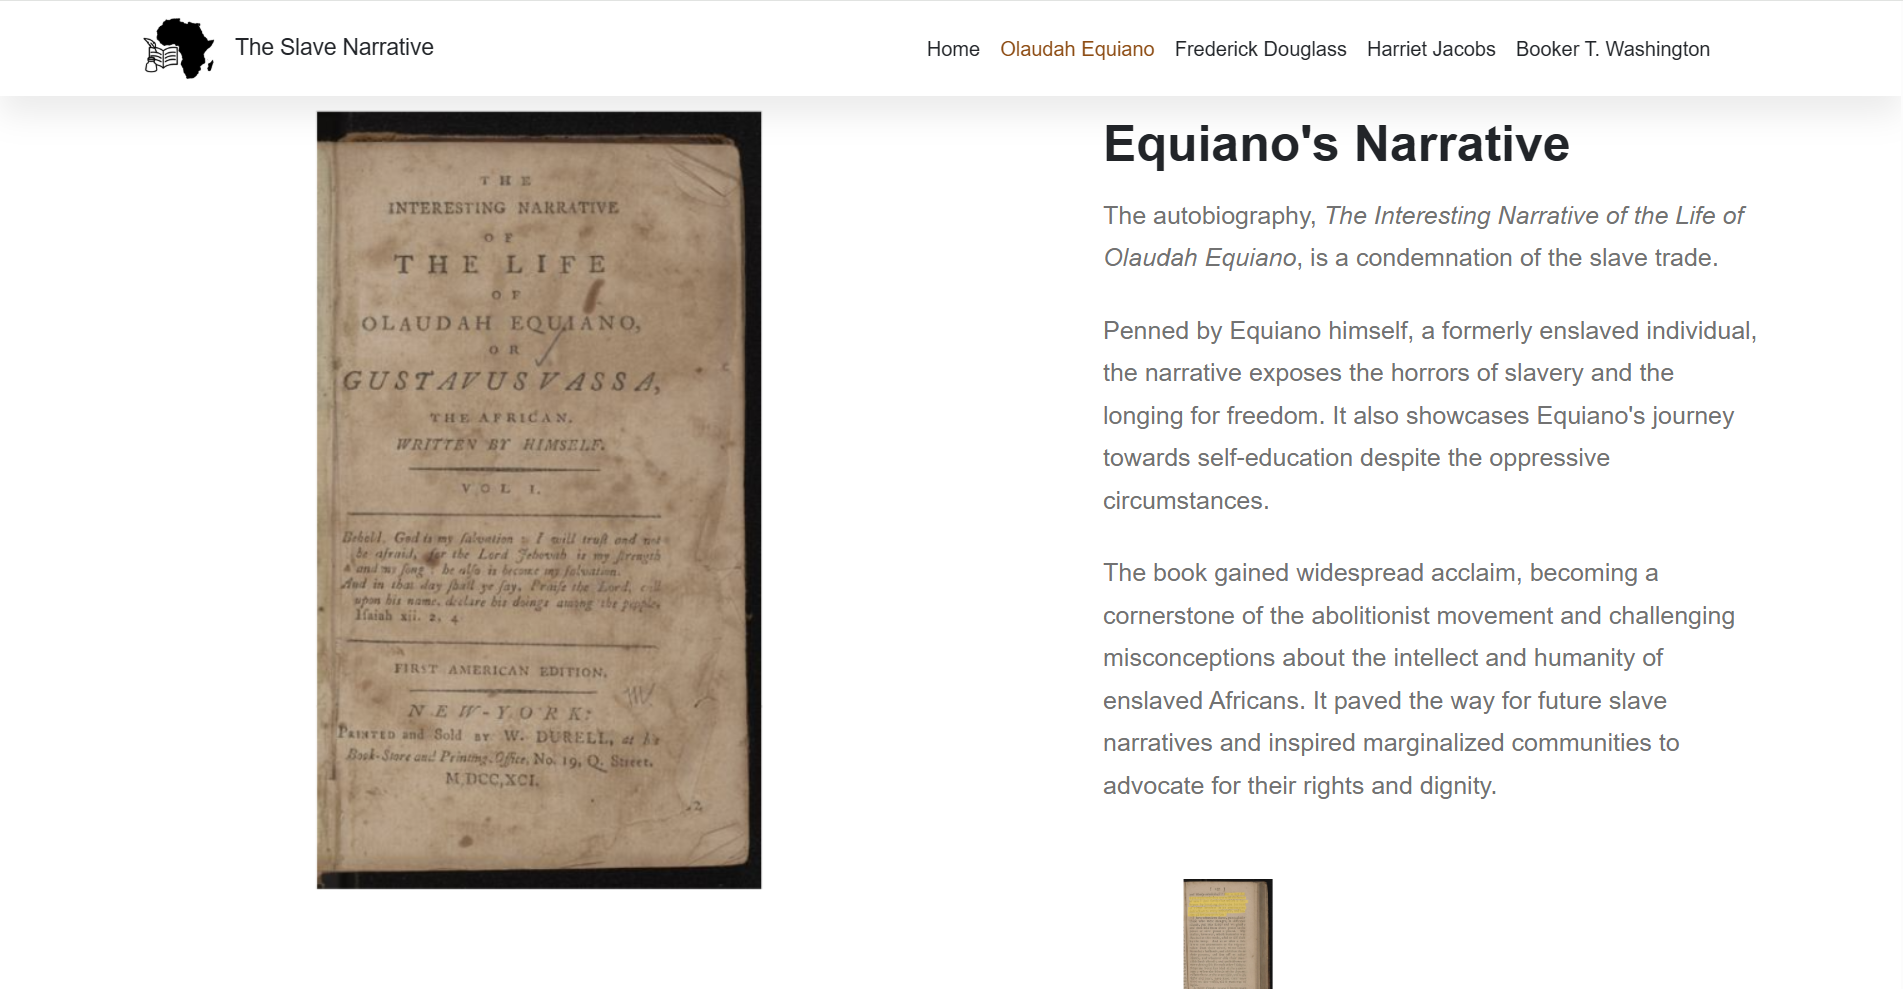 The Slave Narrative
Home
Olaudah Equiano
Frederick Douglass
Harriet Jacobs
Booker T. Washington
THE
INTERESTING NARRATIVE
OF
THE LIFE
OF
OLAUDAH EQUIANO,
OR
GUSTAVUS VASSA,
THE AFRICAN.
WRITTEN BY HIMSELF.
VOL I.
Behold, God is my ſalvation : I will truſt and not
be afraid, for the Lord Jehovah is my ſtrength
and my ſong ; he alſo is become my ſalvation.
And in that day ſhall ye ſay, Praiſe the Lord, call
upon his name, declare his doings among the people,
Iſaiah xii. 2, 4
FIRST AMERICAN EDITION,
NEW-YORK:
PRINTED and Sold BY W. DURELL, at his
Book-Store and Printing-Office, No. 19, Q. Street.
M,DCC,XCI.
Equiano's Narrative
The autobiography, The Interesting Narrative of the Life of
Olaudah Equiano, is a condemnation of the slave trade.
Penned by Equiano himself, a formerly enslaved individual,
the narrative exposes the horrors of slavery and the
longing for freedom. It also showcases Equiano's journey
towards self-education despite the oppressive
circumstances.
The book gained widespread acclaim, becoming a
cornerstone of the abolitionist movement and challenging
misconceptions about the intellect and humanity of
enslaved Africans. It paved the way for future slave
narratives and inspired marginalized communities to
advocate for their rights and dignity.